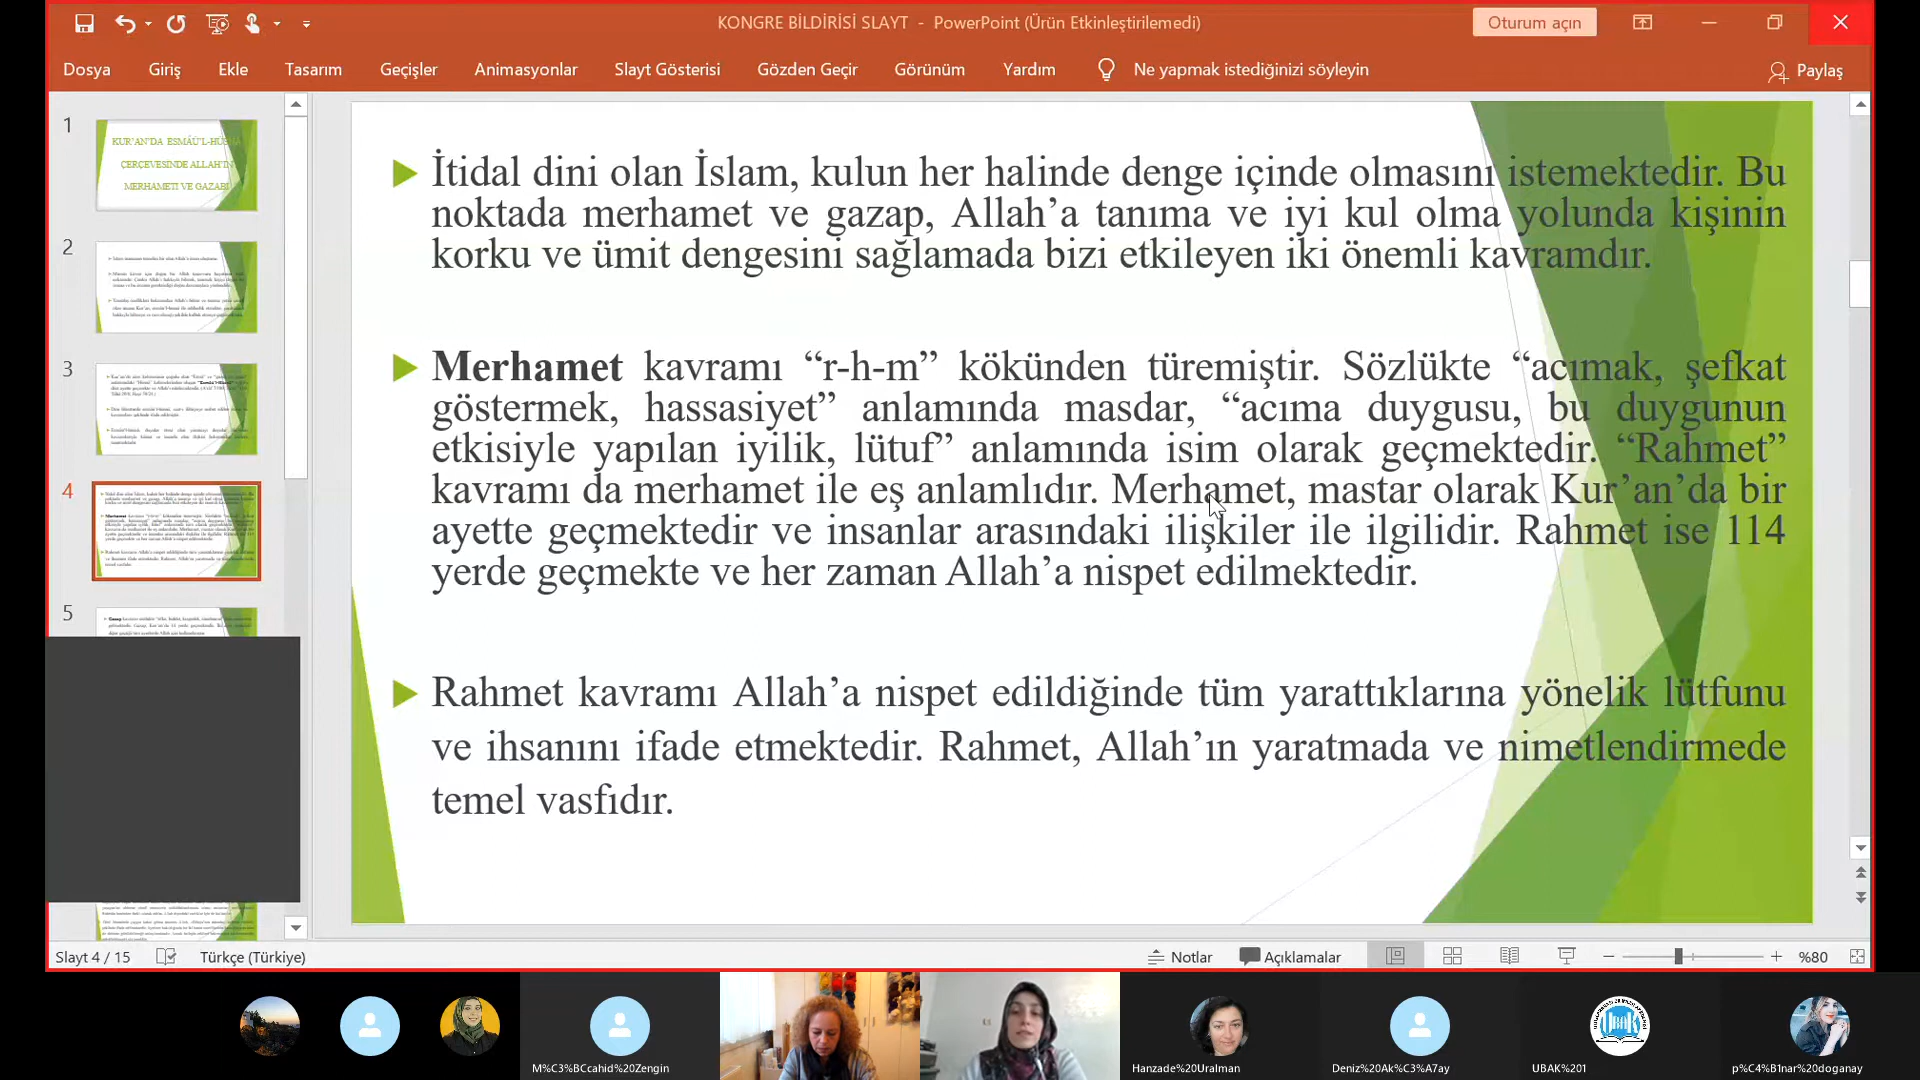 KONGRE BİLDİRİSİ SLAYT - PowerPoint (Ürün Etkinleştirilemedi)
Oturum açın
Dosya Giriş Ekle Tasarım Geçişler Animasyonlar Slayt Gösterisi Gözden Geçir Görünüm Yardım Ne yapmak istediğinizi söyleyin Paylaş
1
KUR'AN'DA ESMÂÜ'L-HÜS
ÇERÇEVESİNDE ALLAH'IN
MERHAMETİ VE GAZABI
2
3
4
5
İtidal dini olan İslam, kulun her halinde denge içinde olmasını istemektedir. Bu
noktada merhamet ve gazap, Allah’a tanıma ve iyi kul olma yolunda kişinin
korku ve ümit dengesini sağlamada bizi etkileyen iki önemli kavramdır.
Merhamet kavramı “r-h-m” kökünden türemiştir. Sözlükte “acımak, şefkat
göstermek, hassasiyet” anlamında masdar, “acıma duygusu, bu duygunun
etkisiyle yapılan iyilik, lütuf” anlamında isim olarak geçmektedir. “Rahmet”
kavramı da merhamet ile eş anlamlıdır. Merhamet, mastar olarak Kur’an’da bir
ayette geçmektedir ve insanlar arasındaki ilişkiler ile ilgilidir. Rahmet ise 114
yerde geçmekte ve her zaman Allah’a nispet edilmektedir.
Rahmet kavramı Allah’a nispet edildiğinde tüm yarattıklarına yönelik lütfunu
ve ihsanını ifade etmektedir. Rahmet, Allah’ın yaratmada ve nimetlendirmede
temel vasfıdır.
Slayt 4 / 15 Türkçe (Türkiye) Notlar Açıklamalar %80
M%C3%BCcahid%20Zengin
Hanzade%20Uralman
Deniz%20Ak%C3%A7ay
UBAK%201
p%C4%B1nar%20doganay